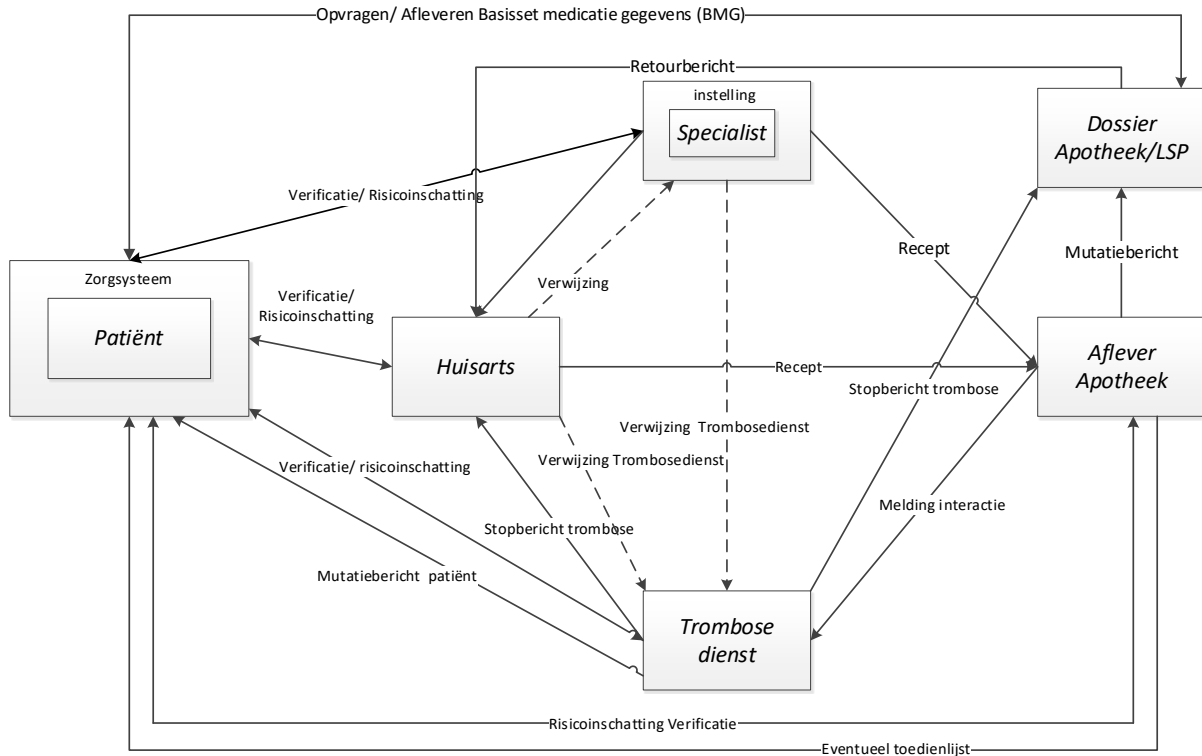 Opvragen/ Afleveren Basisset medicatie gegevens (BMG)
Retourbericht
instelling
Specialist
Dossier
Apotheek/LSP
Verificatie/ Risicoinschatting
Recept
Mutatiebericht
Zorgsysteem
Patiënt
Verificatie/
Risicoinschatting
Verwijzing
Huisarts
Recept
Aflever
Apotheek
Stopbericht trombose
Verwijzing Trombosedienst
Verwijzing Trombosedienst
Verificatie/ risicoinschatting
Melding interactie
Stopbericht trombose
Mutatiebericht patiënt
Trombose
dienst
Risicoinschatting Verificatie
Eventueel toedienlijst